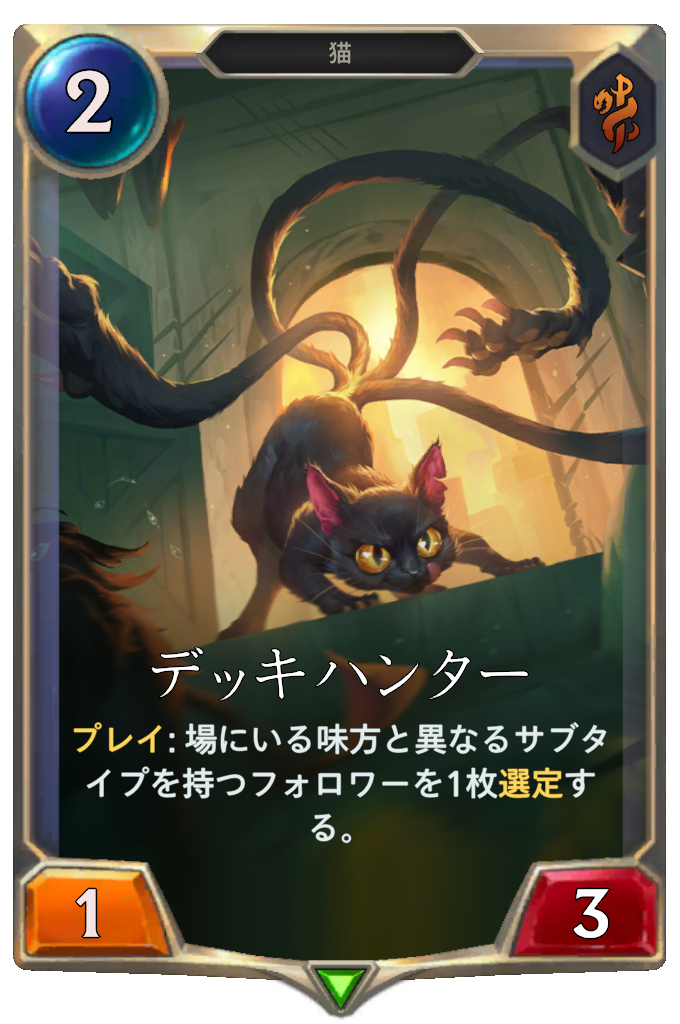 猫
2
デッキハンター
プレイ: 場にいる味方と異なるサブタ
イプを持つフォロワーを1枚選定す
る。
1
3